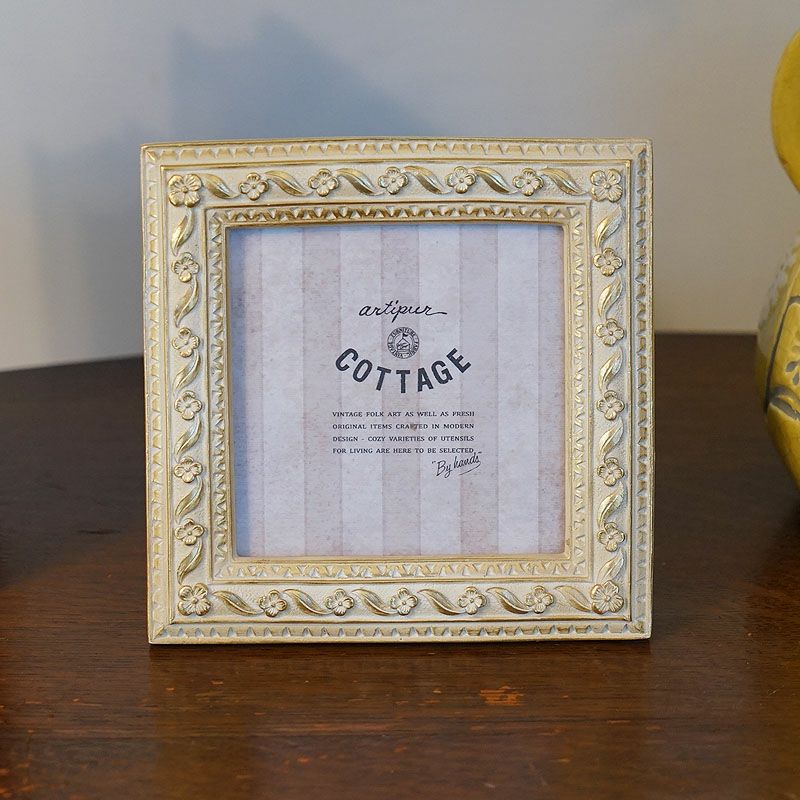 artipur
COTTAGE
VINTAGE FOLK ART AS WELL AS FRESH
ORIGINAL ITEMS CRAFTED IN MODERN
DESIGN - COZY VARIETIES OF UTENSILS
FOR LIVING ARE HERE TO BE SELECTED
"By hands"